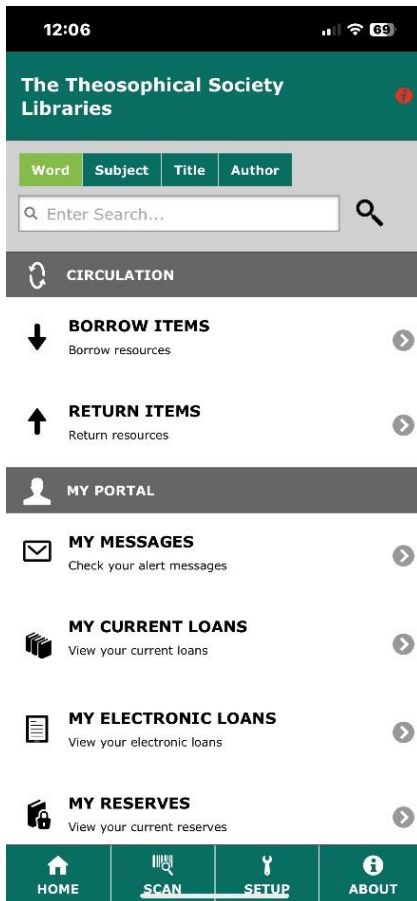 12:06
69
The Theosophical Society
Libraries
Word Subject Title Author
Enter Search...
CIRCULATION
BORROW ITEMS
Borrow resources
RETURN ITEMS
Return resources
MY PORTAL
MY MESSAGES
Check your alert messages
MY CURRENT LOANS
View your current loans
MY ELECTRONIC LOANS
View your electronic loans
MY RESERVES
View your current reserves
HOME SCAN SETUP ABOUT